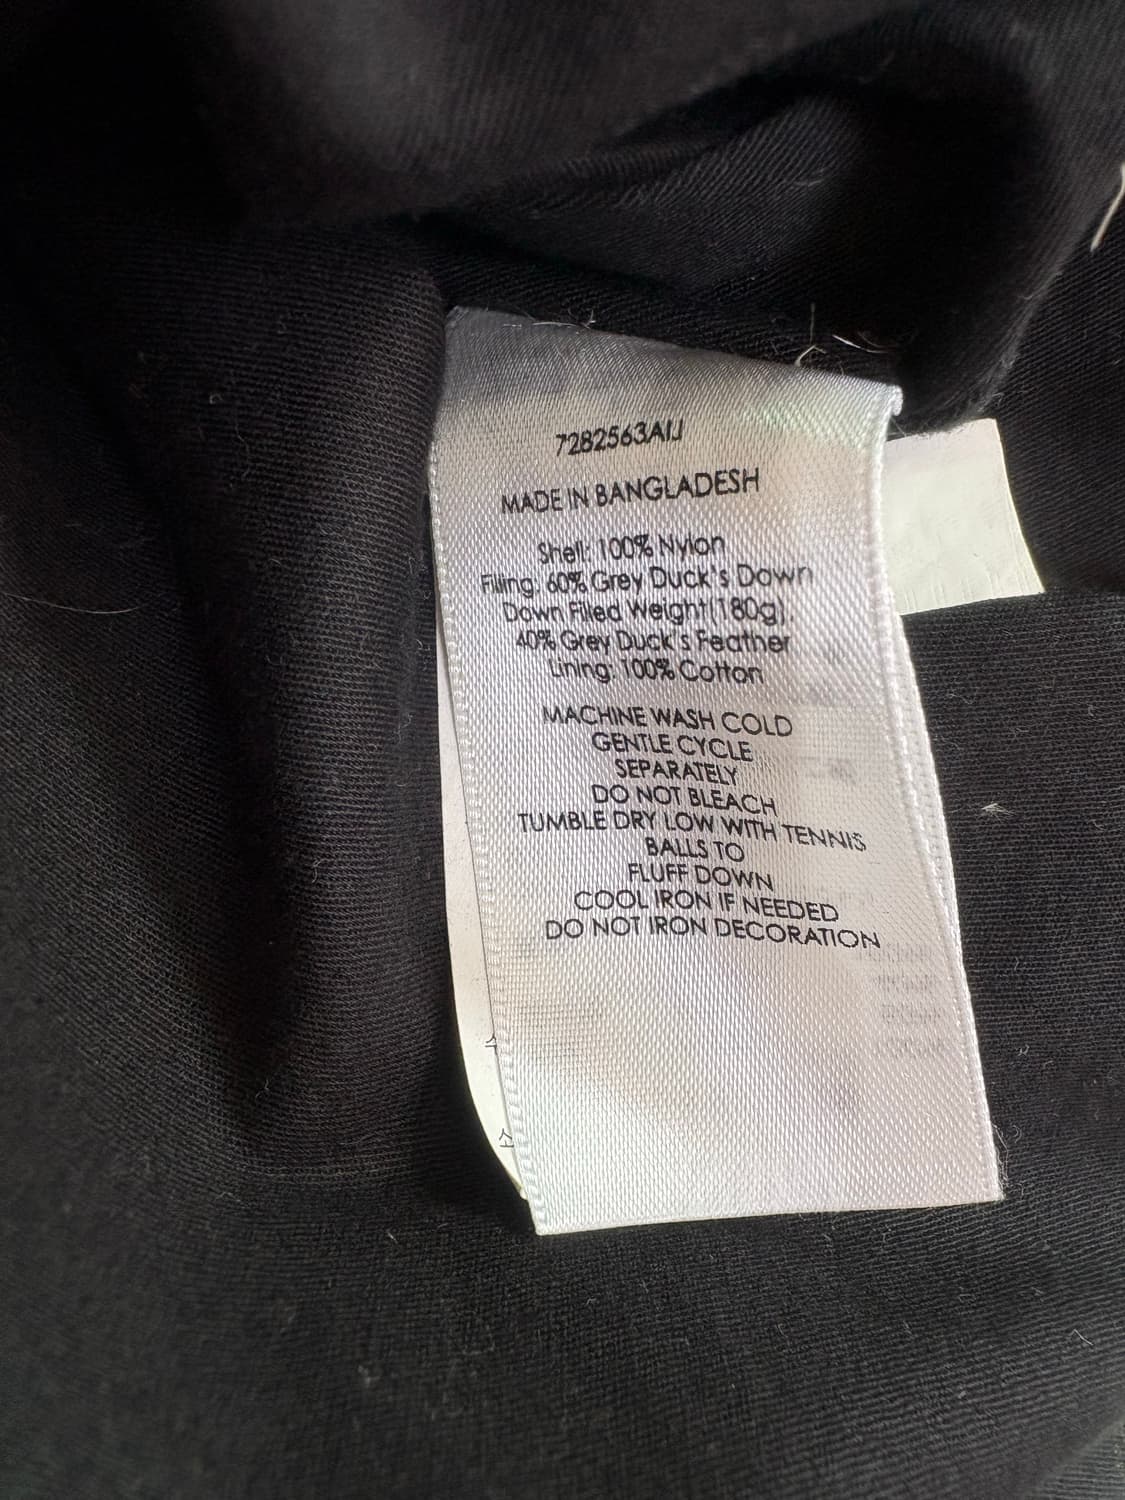 7282563AIJ
MADE IN BANGLADESH
Shell: 100% Nylon
Filling: 60% Grey Duck's Down
Down Filled Weight(180g),
40% Grey Duck's Feather
Lining: 100% Cotton
MACHINE WASH COLD
GENTLE CYCLE
SEPARATELY
DO NOT BLEACH
TUMBLE DRY LOW WITH TENNIS
BALLS TO
FLUFF DOWN
COOL IRON IF NEEDED
DO NOT IRON DECORATION